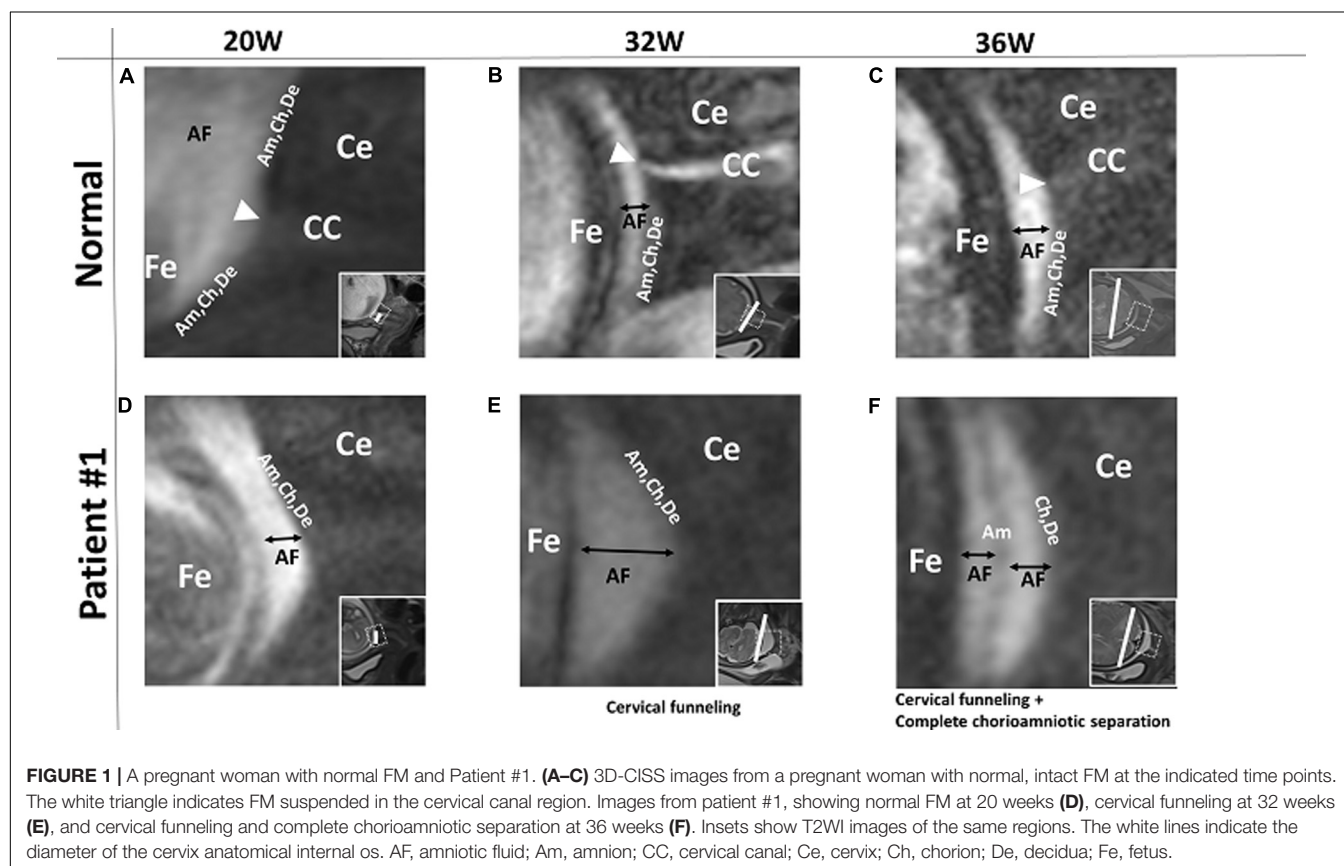 20W 32W 36W
Normal
A
AF
Am,Ch,De
Ce
CC
Fe
Am,Ch,De
B
Ce
CC
Fe
AF
Am,Ch,De
C
Ce
CC
Fe
AF
Am,Ch,De
Patient #1
D
Ce
Am,Ch,De
AF
Fe
E
Ce
Am,Ch,De
Fe
AF
Cervical funneling
F
Ce
Ch,De
Am
Fe
AF
AF
Cervical funneling +
Complete chorioamniotic separation
FIGURE 1 | A pregnant woman with normal FM and Patient #1. (A–C) 3D-CISS images from a pregnant woman with normal, intact FM at the indicated time points.
The white triangle indicates FM suspended in the cervical canal region. Images from patient #1, showing normal FM at 20 weeks (D), cervical funneling at 32 weeks
(E), and cervical funneling and complete chorioamniotic separation at 36 weeks (F). Insets show T2WI images of the same regions. The white lines indicate the
diameter of the cervix anatomical internal os. AF, amniotic fluid; Am, amnion; CC, cervical canal; Ce, cervix; Ch, chorion; De, decidua; Fe, fetus.